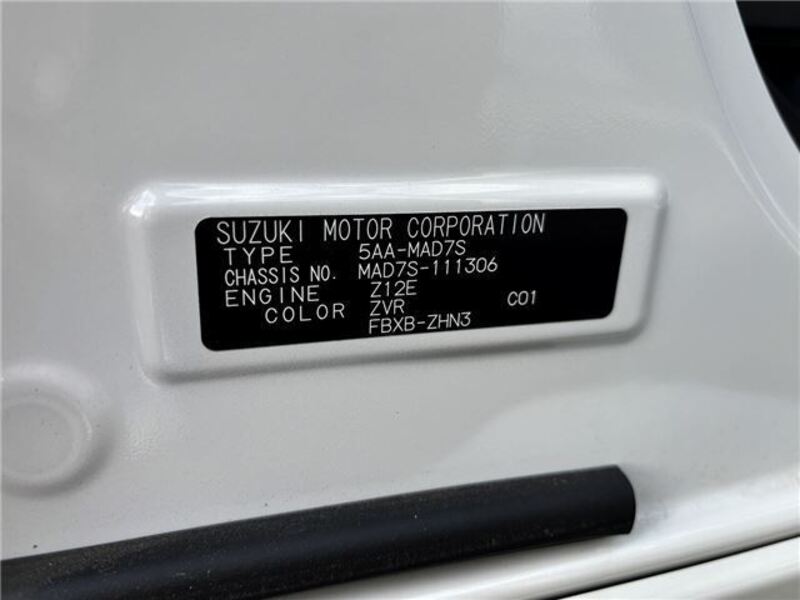 SUZUKI MOTOR CORPORATION
TYPE 5AA-MAD7S
CHASSIS NO. MAD7S-111306
ENGINE Z12E
COLOR ZVR C01
FBXB-ZHN3